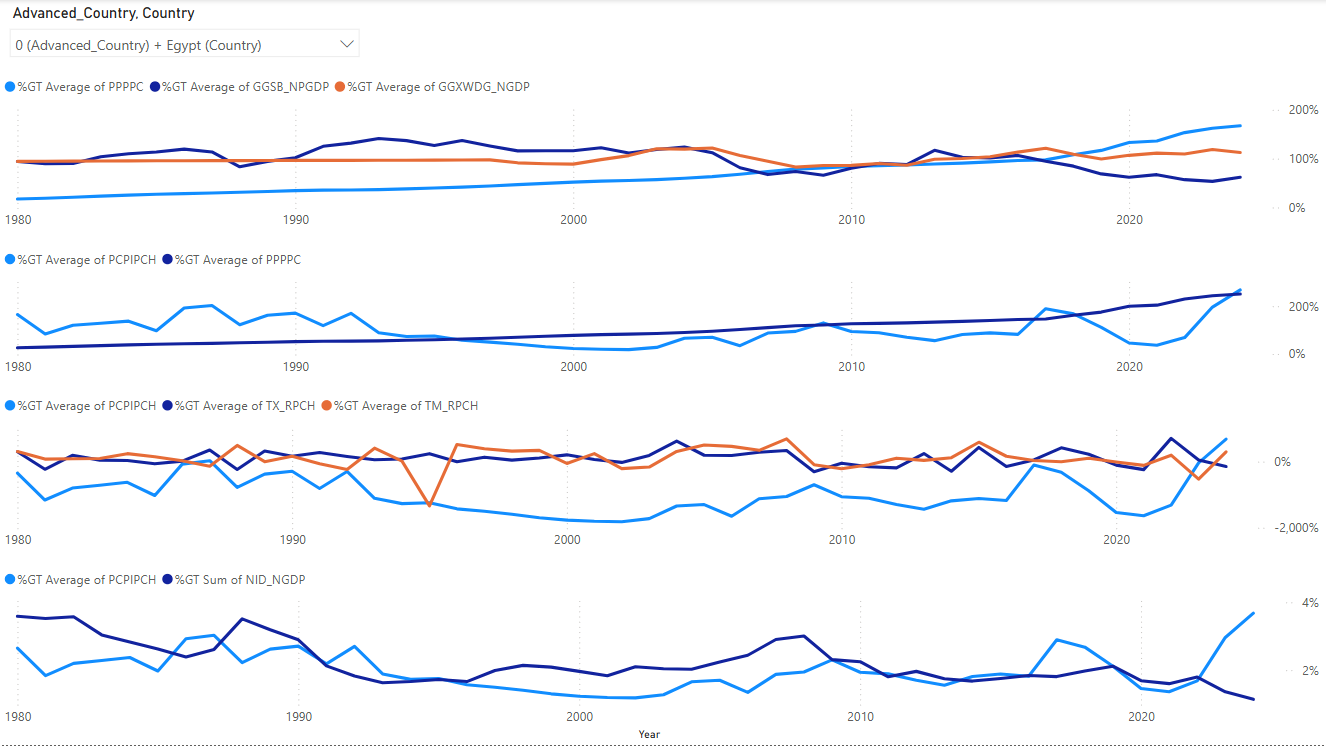 Advanced_Country, Country
0 (Advanced_Country) + Egypt (Country)
%GT Average of PPPPC %GT Average of GGSB_NPGDP %GT Average of GGXWDG_NGDP
200%
100%
0%
1980 1990 2000 2010 2020
%GT Average of PCPIPCH %GT Average of PPPPC
200%
0%
1980 1990 2000 2010 2020
%GT Average of PCPIPCH %GT Average of TX_RPCH %GT Average of TM_RPCH
0%
-2,000%
1980 1990 2000 2010 2020
%GT Average of PCPIPCH %GT Sum of NID_NGDP
4%
2%
1980 1990 2000 2010 2020
Year